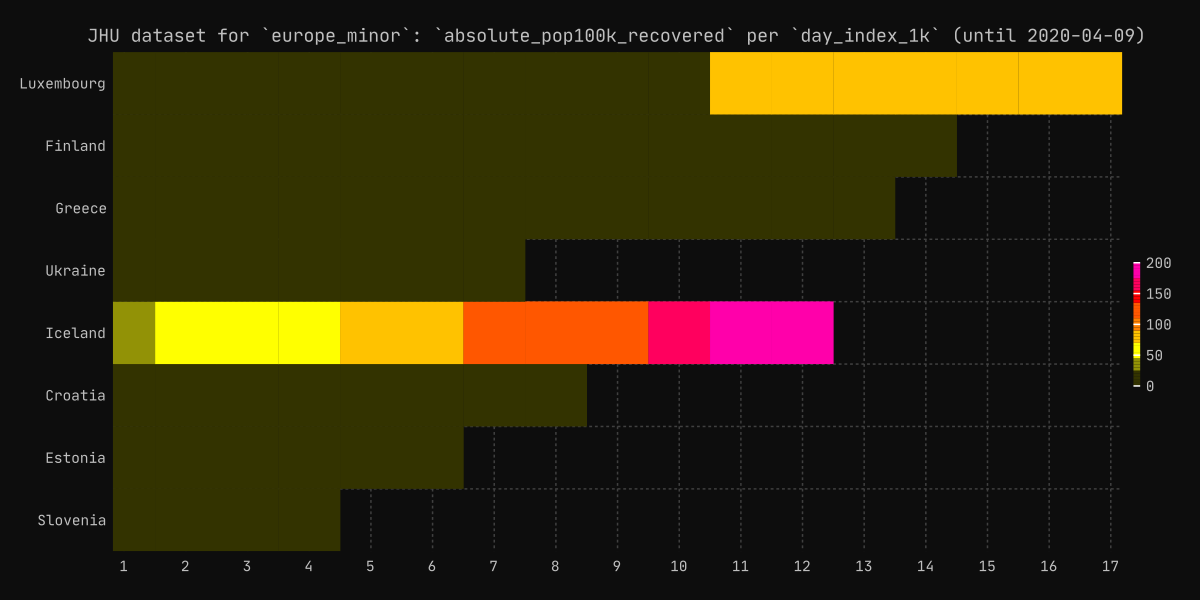 JHU dataset for `europe_minor`: `absolute_pop100k_recovered` per `day_index_1k` (until 2020-04-09)
Luxembourg
Finland
Greece
Ukraine
Iceland
Croatia
Estonia
Slovenia
200
150
100
50
0
1 2 3 4 5 6 7 8 9 10 11 12 13 14 15 16 17